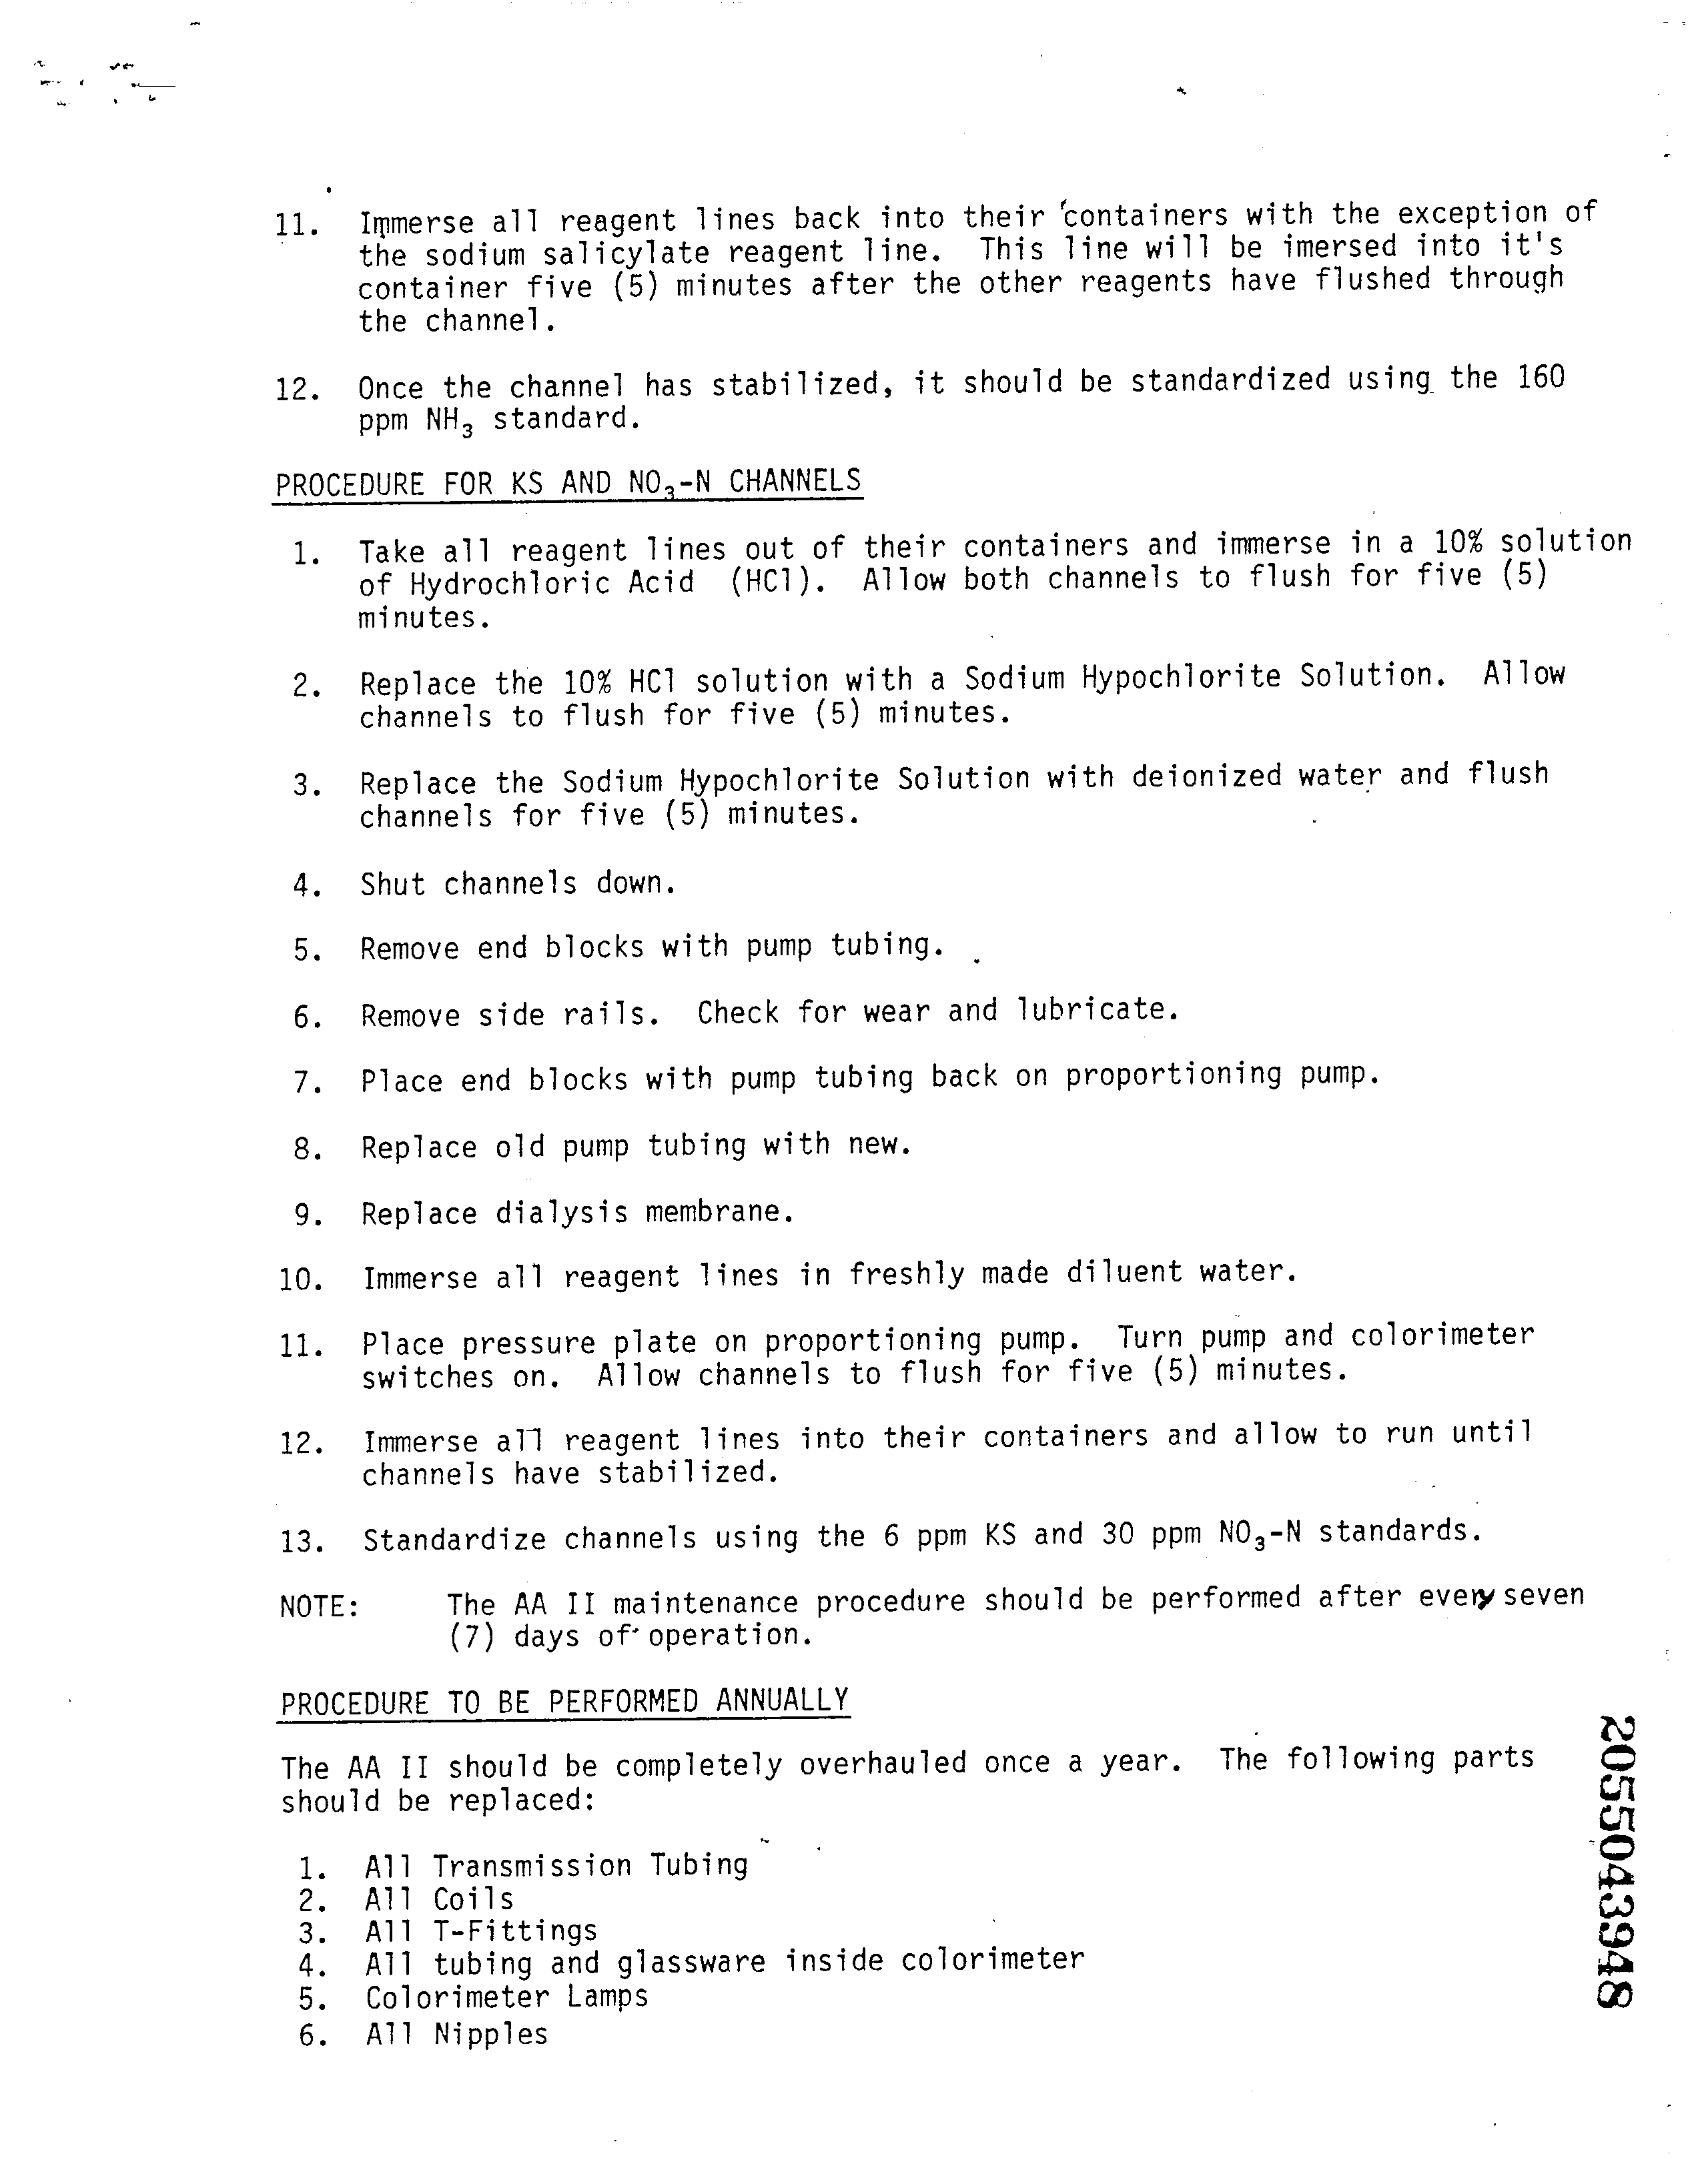 11. Immerse all reagent lines back into their containers with the exception of
the sodium salicylate reagent line. This line will be imersed into it's
container five (5) minutes after the other reagents have flushed through
the channel.
12. Once the channel has stabilized, it should be standardized using the 160
ppm NH₃ standard.
PROCEDURE FOR KS AND NO₃-N CHANNELS
1. Take all reagent lines out of their containers and immerse in a 10% solution
of Hydrochloric Acid (HCl). Allow both channels to flush for five (5)
minutes.
2. Replace the 10% HCl solution with a Sodium Hypochlorite Solution. Allow
channels to flush for five (5) minutes.
3. Replace the Sodium Hypochlorite Solution with deionized water and flush
channels for five (5) minutes.
4. Shut channels down.
5. Remove end blocks with pump tubing.
6. Remove side rails. Check for wear and lubricate.
7. Place end blocks with pump tubing back on proportioning pump.
8. Replace old pump tubing with new.
9. Replace dialysis membrane.
10. Immerse all reagent lines in freshly made diluent water.
11. Place pressure plate on proportioning pump. Turn pump and colorimeter
switches on. Allow channels to flush for five (5) minutes.
12. Immerse all reagent lines into their containers and allow to run until
channels have stabilized.
13. Standardize channels using the 6 ppm KS and 30 ppm NO₃-N standards.
NOTE: The AA II maintenance procedure should be performed after every seven
(7) days of operation.
PROCEDURE TO BE PERFORMED ANNUALLY
The AA II should be completely overhauled once a year. The following parts
should be replaced:
1. All Transmission Tubing
2. All Coils
3. All T-Fittings
4. All tubing and glassware inside colorimeter
5. Colorimeter Lamps
6. All Nipples
2055043948